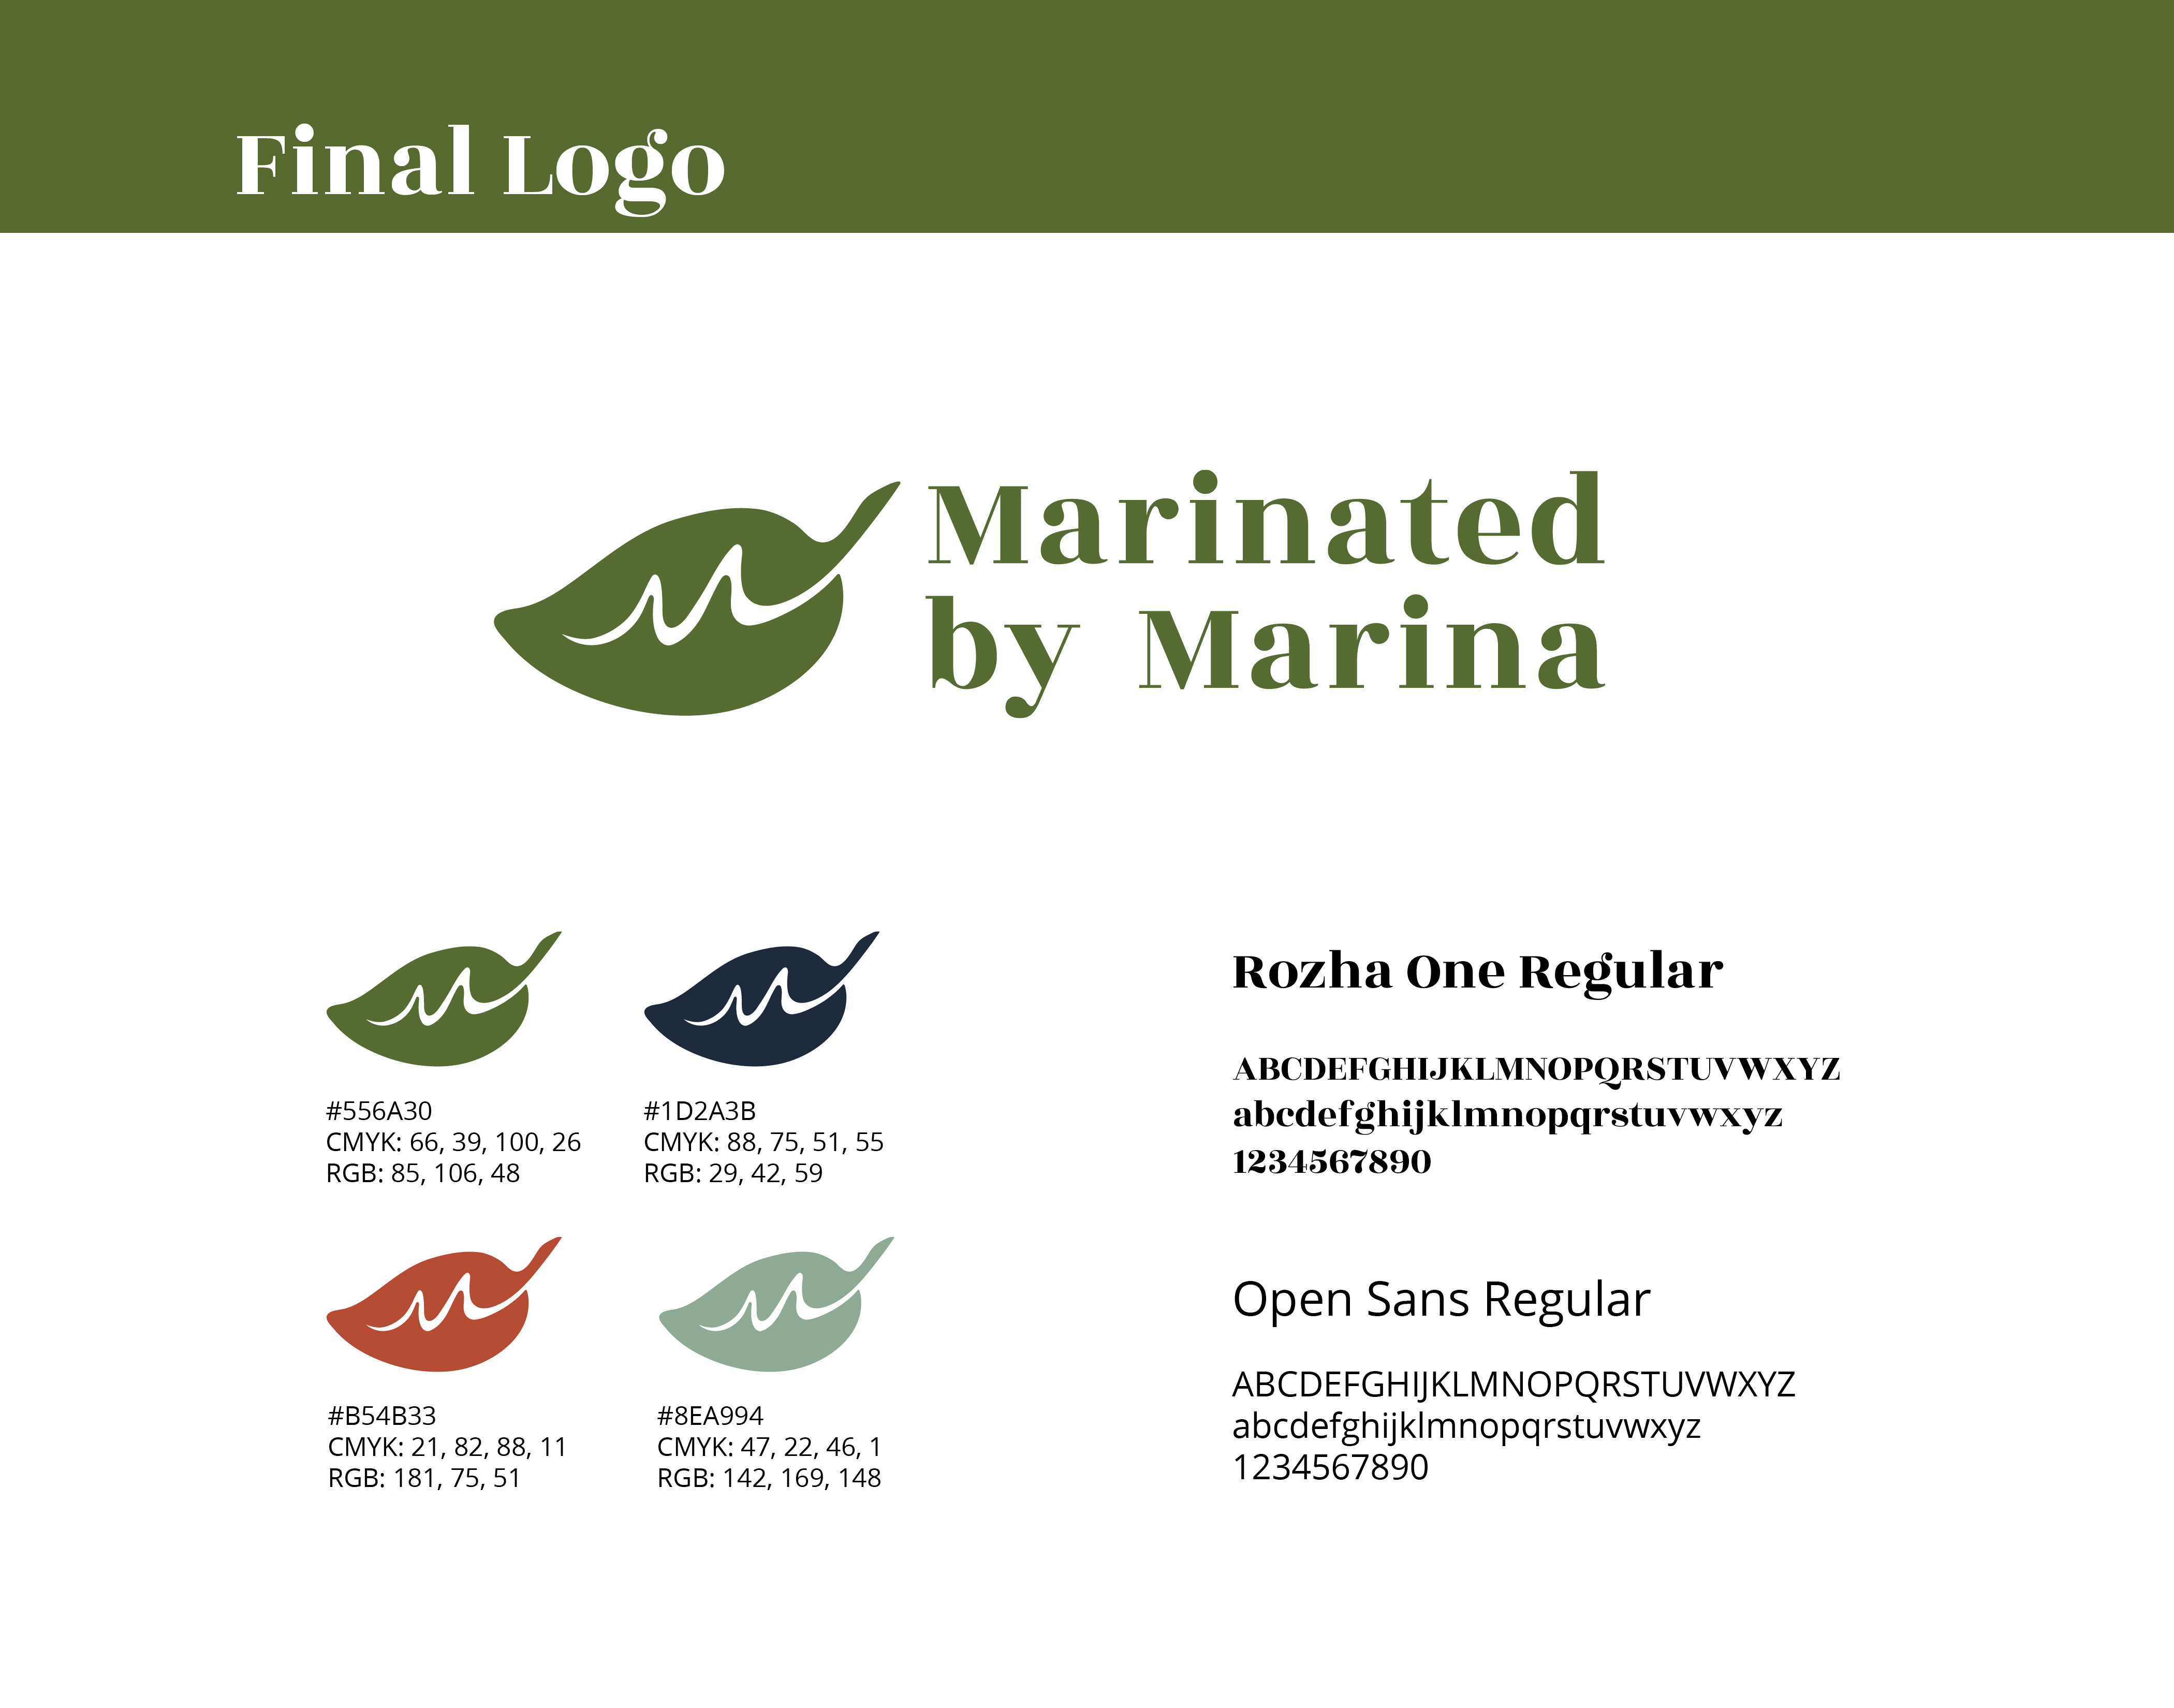 Final Logo
Marinated
by Marina
#556A30
CMYK: 66, 39, 100, 26
RGB: 85, 106, 48
#1D2A3B
CMYK: 88, 75, 51, 55
RGB: 29, 42, 59
#B54B33
CMYK: 21, 82, 88, 11
RGB: 181, 75, 51
#8EA994
CMYK: 47, 22, 46, 1
RGB: 142, 169, 148
Rozha One Regular
ABCDEFGHIJKLMNOPQRSTUVWXYZ
abcdefghijklmnopqrstuvwxyz
1234567890
Open Sans Regular
ABCDEFGHIJKLMNOPQRSTUVWXYZ
abcdefghijklmnopqrstuvwxyz
1234567890